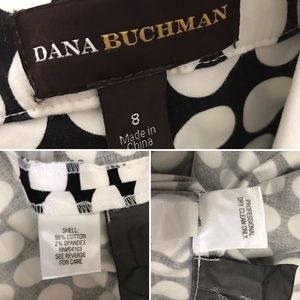 DANA BUCHMAN
8
Made in
China
SHELL:
98% COTTON
2% SPANDEX
RN#54163
SEE REVERSE
FOR CARE
PROFESSIONAL
DRY CLEAN ONLY